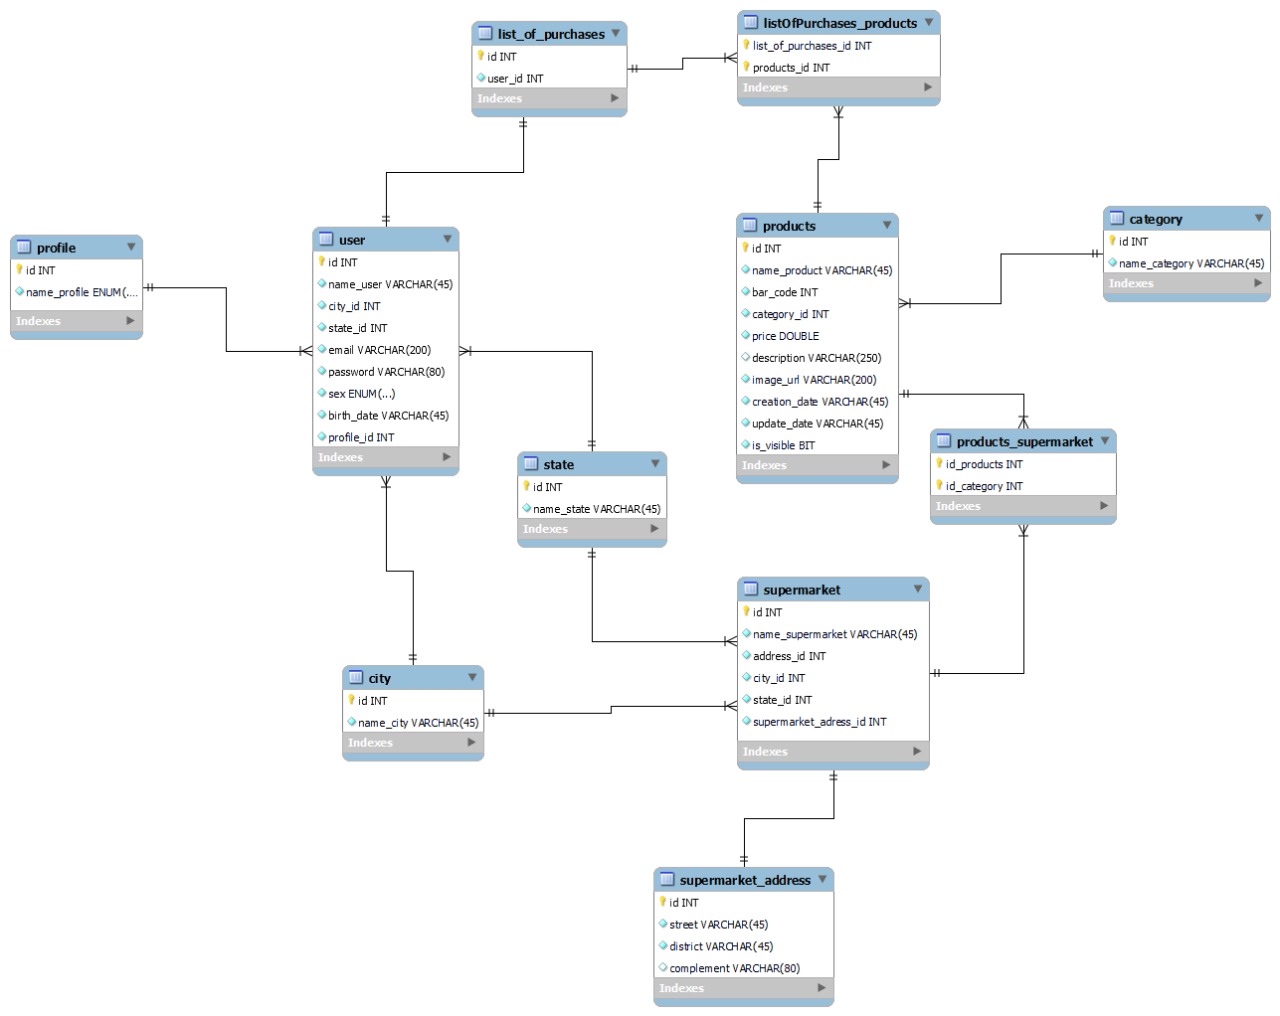 list_of_purchases
id INT
user_id INT
Indexes
listOfPurchases_products
list_of_purchases_id INT
products_id INT
Indexes
profile
id INT
name_profile ENUM(...
Indexes
user
id INT
name_user VARCHAR(45)
city_id INT
state_id INT
email VARCHAR(200)
password VARCHAR(80)
sex ENUM(...)
birth_date VARCHAR(45)
profile_id INT
Indexes
products
id INT
name_product VARCHAR(45)
bar_code INT
category_id INT
price DOUBLE
description VARCHAR(250)
image_url VARCHAR(200)
creation_date VARCHAR(45)
update_date VARCHAR(45)
is_visible BIT
Indexes
category
id INT
name_category VARCHAR(45)
Indexes
state
id INT
name_state VARCHAR(45)
Indexes
products_supermarket
id_products INT
id_category INT
Indexes
supermarket
id INT
name_supermarket VARCHAR(45)
address_id INT
city_id INT
state_id INT
supermarket_adress_id INT
Indexes
city
id INT
name_city VARCHAR(45)
Indexes
supermarket_address
id INT
street VARCHAR(45)
district VARCHAR(45)
complement VARCHAR(80)
Indexes